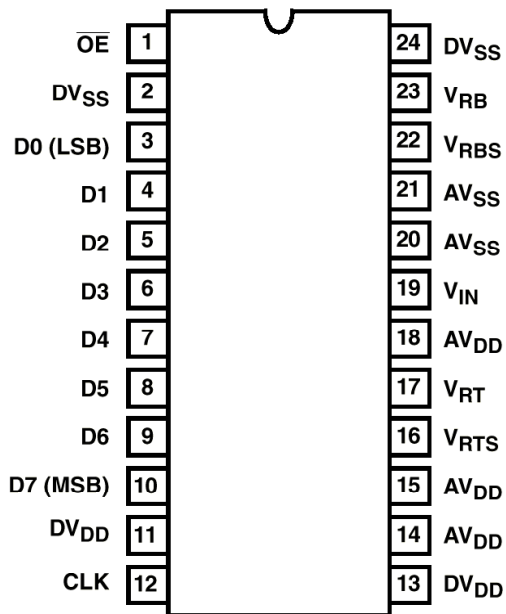 O̅E̅ 1 24 DVSS
DVSS 2 23 VRB
D0 (LSB) 3 22 VRBS
D1 4 21 AVSS
D2 5 20 AVSS
D3 6 19 VIN
D4 7 18 AVDD
D5 8 17 VRT
D6 9 16 VRTS
D7 (MSB) 10 15 AVDD
DVDD 11 14 AVDD
CLK 12 13 DVDD